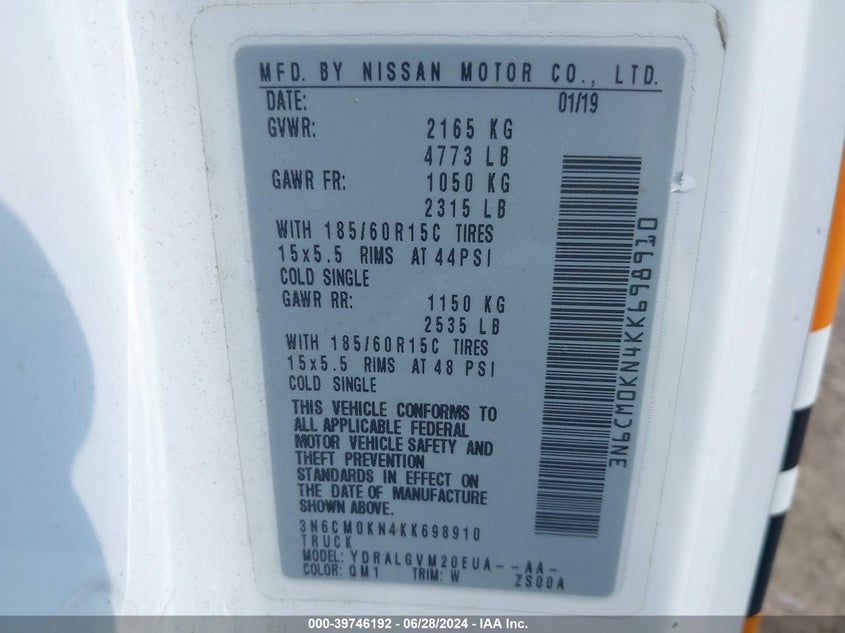 MFD. BY NISSAN MOTOR CO., LTD.
DATE: 01/19
GVWR: 2165 KG
4773 LB
GAWR FR: 1050 KG
2315 LB
WITH 185/60R15C TIRES
15x5.5 RIMS AT 44PSI
COLD SINGLE
GAWR RR: 1150 KG
2535 LB
WITH 185/60R15C TIRES
15x5.5 RIMS AT 48 PSI
COLD SINGLE
THIS VEHICLE CONFORMS TO
ALL APPLICABLE FEDERAL
MOTOR VEHICLE SAFETY AND
THEFT PREVENTION
STANDARDS IN EFFECT ON
THE DATE OF MANUFACTURE
SHOWN ABOVE.
3N6CM0KN4KK698910
TRUCK
MODEL: YDRALGVM20EUA--AA-
COLOR: QM1 TRIM: W ZS00A
3N6CM0KN4KK698910
000-39746192 - 06/28/2024 - IAA Inc.